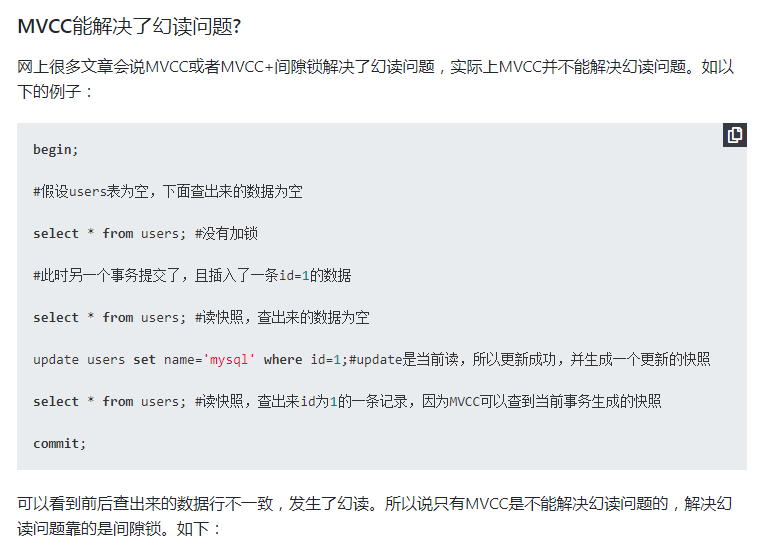 MVCC能解决了幻读问题?
网上很多文章会说MVCC或者MVCC+间隙锁解决了幻读问题，实际上MVCC并不能解决幻读问题。如以
下的例子：
begin;
#假设users表为空，下面查出来的数据为空
select * from users; #没有加锁
#此时另一个事务提交了，且插入了一条id=1的数据
select * from users; #读快照，查出来的数据为空
update users set name='mysql' where id=1;#update是当前读，所以更新成功，并生成一个更新的快照
select * from users; #读快照，查出来id为1的一条记录，因为MVCC可以查到当前事务生成的快照
commit;
可以看到前后查出来的数据行不一致，发生了幻读。所以说只有MVCC是不能解决幻读问题的，解决幻
读问题靠的是间隙锁。如下：